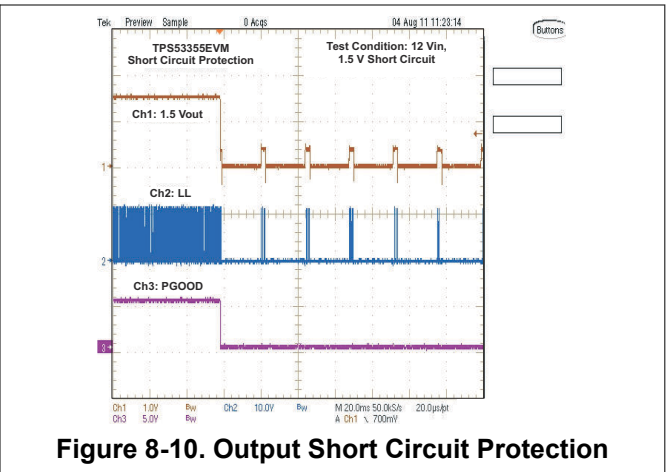 Tek Preview Sample 0 Acqs 04 Aug 11 11:23:14
Buttons
TPS53355EVM
Short Circuit Protection
Test Condition: 12 Vin,
1.5 V Short Circuit
Ch1: 1.5 Vout
1
Ch2: LL
2
Ch3: PGOOD
3
Ch1 1.0V Bw Ch2 10.0V Bw M 20.0ms 50.0kS/s 20.0µs/pt
Ch3 5.0V Bw A Ch1 \ 700mV
Figure 8-10. Output Short Circuit Protection